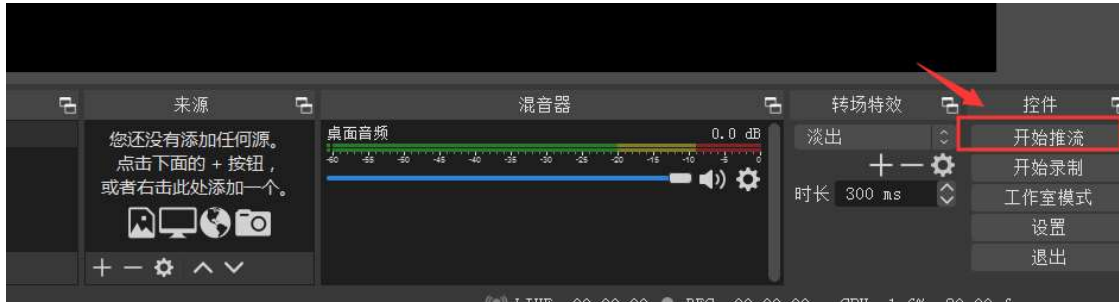 来源
混音器
转场特效
控件
您还没有添加任何源。
点击下面的 + 按钮，
或者右击此处添加一个。
桌面音频
0.0 dB
-60 -55 -50 -45 -40 -35 -30 -25 -20 -15 -10 -5 0
淡出
时长 300 ms
开始推流
开始录制
工作室模式
设置
退出